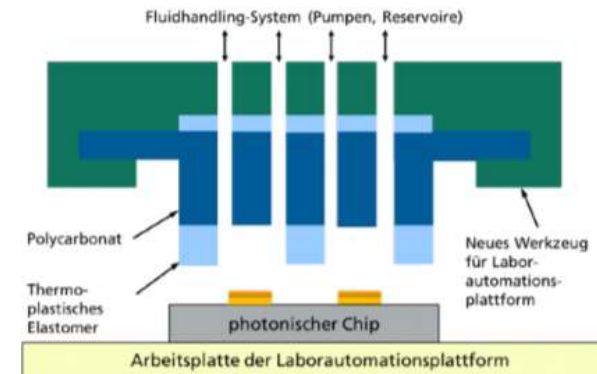 Fluidhandling-System (Pumpen, Reservoire)
Polycarbonat
Thermo-
plastisches
Elastomer
Neues Werkzeug
für Labor-
automations-
plattform
photonischer Chip
Arbeitsplatte der Laborautomationsplattform